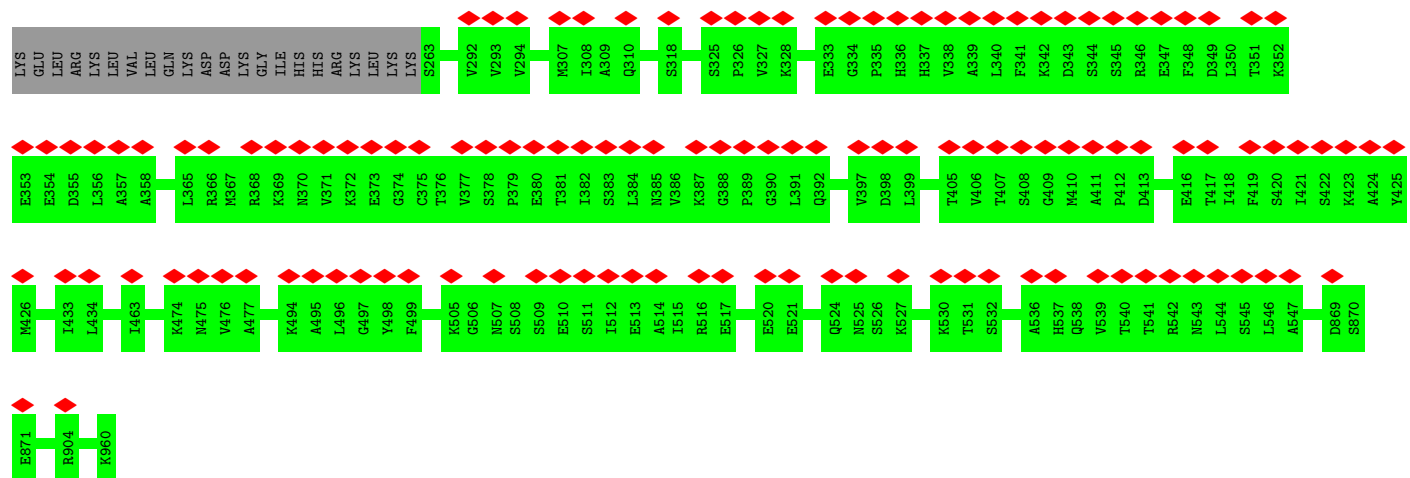 LYS GLU LEU ARG LYS LEU VAL LEU GLN LYS ASP ASP LYS GLY ILE HIS HIS ARG LYS LEU LYS LYS S263 V292 V293 V294 M307 I308 A309 Q310 S318 S325 P326 V327 K328 E333 G334 P335 H336 H337 V338 A339 L340 F341 K342 D343 S344 S345 R346 E347 F348 D349 L350 T351 K352
E353 E354 D355 L356 A357 A358 L365 R366 M367 R368 K369 N370 V371 K372 E373 G374 C375 T376 V377 S378 P379 E380 T381 I382 S383 L384 N385 V386 K387 G388 P389 G390 L391 Q392 V397 D398 L399 T405 V406 T407 S408 G409 M410 A411 P412 D413 E416 T417 I418 F419 S420 I421 S422 K423 A424 Y425
M426 I433 L434 I463 K474 N475 V476 A477 K494 A495 L496 G497 Y498 F499 K505 G506 N507 S508 S509 E510 S511 I512 E513 A514 I515 R516 E517 E520 E521 Q524 N525 S526 K527 K530 T531 S532 A536 H537 Q538 V539 T540 T541 R542 N543 L544 S545 L546 A547 D869 S870
E871 R904 K960